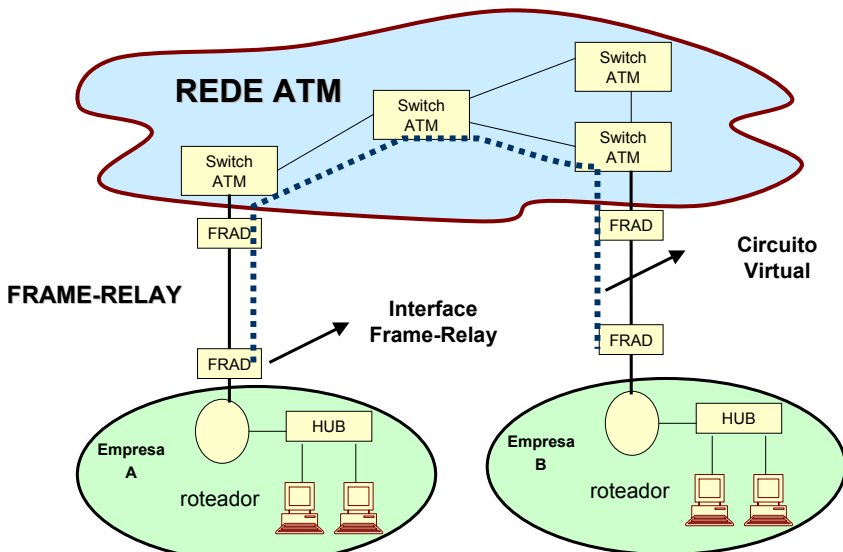 REDE ATM
Switch
ATM
Switch
ATM
Switch
ATM
Switch
ATM
FRAD
FRAD
Circuito
Virtual
FRAME-RELAY
Interface
Frame-Relay
FRAD
FRAD
Empresa
A
HUB
roteador
Empresa
B
HUB
roteador